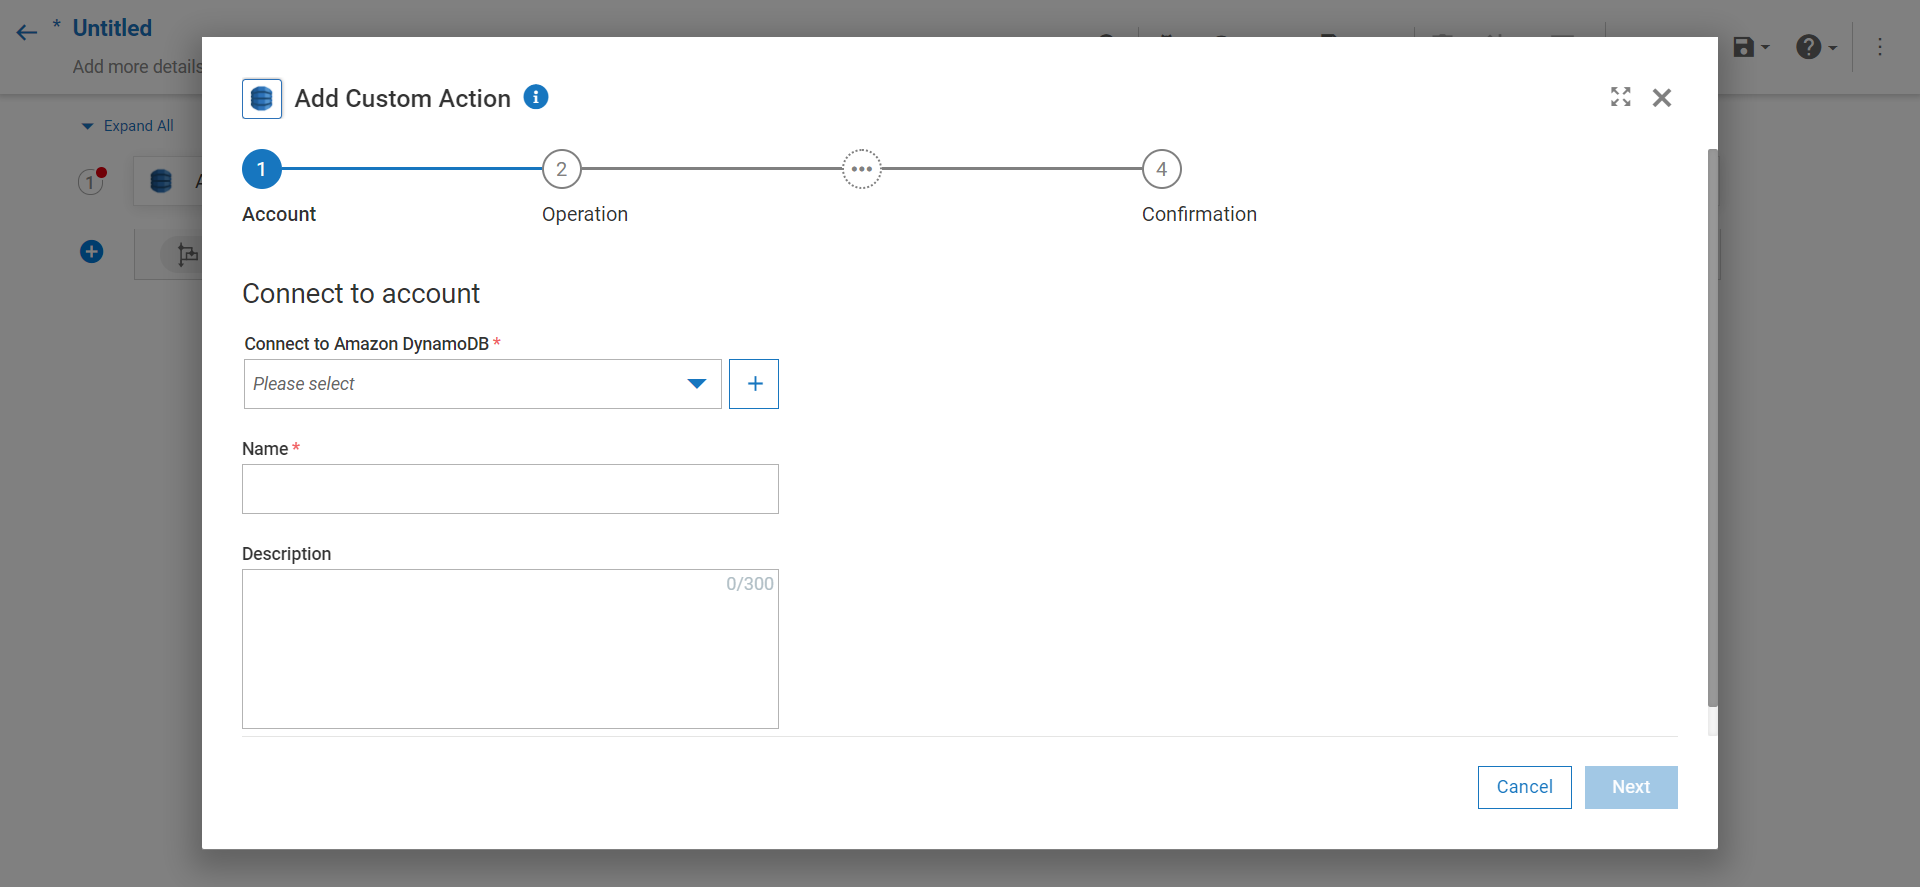 * Untitled
Add more details
Expand All
1
Add Custom Action
1
2
4
Account
Operation
Confirmation
Connect to account
Connect to Amazon DynamoDB *
Please select
+
Name *
Description
0/300
Cancel
Next